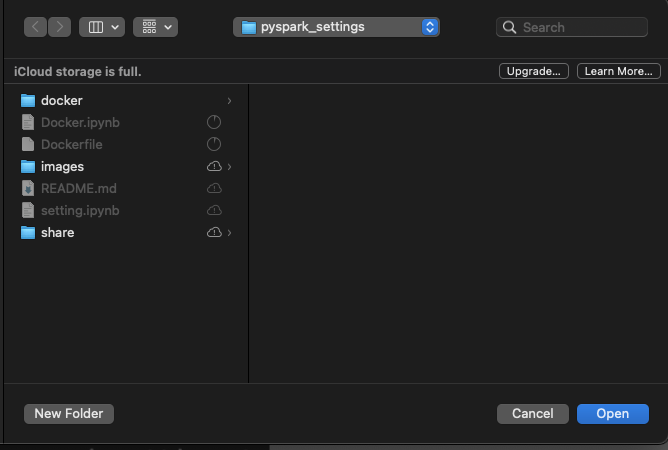 pyspark_settings
Search
iCloud storage is full.
Upgrade...
Learn More...
docker
Docker.ipynb
Dockerfile
images
README.md
setting.ipynb
share
New Folder
Cancel
Open